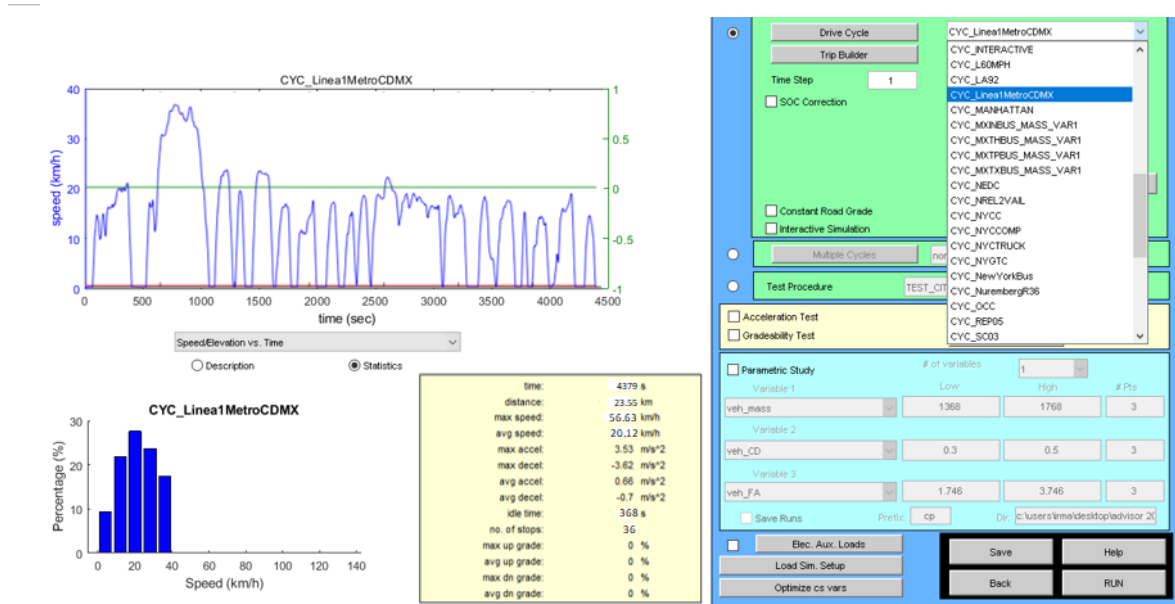 CYC_Linea1MetroCDMX
40
30
20
10
0
speed (km/h)
1
0.5
0
-0.5
-1
0 500 1000 1500 2000 2500 3000 3500 4000 4500
time (sec)
Speed/Elevation vs. Time
Description Statistics
CYC_Linea1MetroCDMX
30
20
10
0
Percentage (%)
0 20 40 60 80 100 120 140
Speed (km/h)
time: 4379 s
distance: 23.55 km
max speed: 56.63 km/h
avg speed: 20.12 km/h
max accel: 3.53 m/s^2
max decel: -3.62 m/s^2
avg accel: 0.66 m/s^2
avg decel: -0.7 m/s^2
idle time: 368 s
no. of stops: 36
max up grade: 0 %
avg up grade: 0 %
max dn grade: 0 %
avg dn grade: 0 %
Drive Cycle CYC_Linea1MetroCDMX
Trip Builder
Time Step 1
SOC Correction
CYC_INTERACTIVE
CYC_L60MPH
CYC_LA92
CYC_Linea1MetroCDMX
CYC_MANHATTAN
CYC_MXINBUS_MASS_VAR1
CYC_MXTHBUS_MASS_VAR1
CYC_MXTPBUS_MASS_VAR1
CYC_MXTXBUS_MASS_VAR1
CYC_NEDC
CYC_NREL2VAIL
CYC_NYCC
CYC_NYCCOMP
CYC_NYCTRUCK
CYC_NYGTC
CYC_NewYorkBus
CYC_NurembergR36
CYC_OCC
CYC_REP05
CYC_SC03
Constant Road Grade
Interactive Simulation
Multiple Cycles non
Test Procedure TEST_CIT
Acceleration Test
Gradeability Test
Parametric Study # of variables 1
Variable 1 Low High # Pts
veh_mass 1368 1768 3
Variable 2
veh_CD 0.3 0.5 3
Variable 3
veh_FA 1.746 3.746 3
Save Runs Prefix: cp Dir: c:\users\irma\desktop\advisor 20
Elec. Aux. Loads
Load Sim. Setup
Optimize cs vars
Save Help
Back RUN